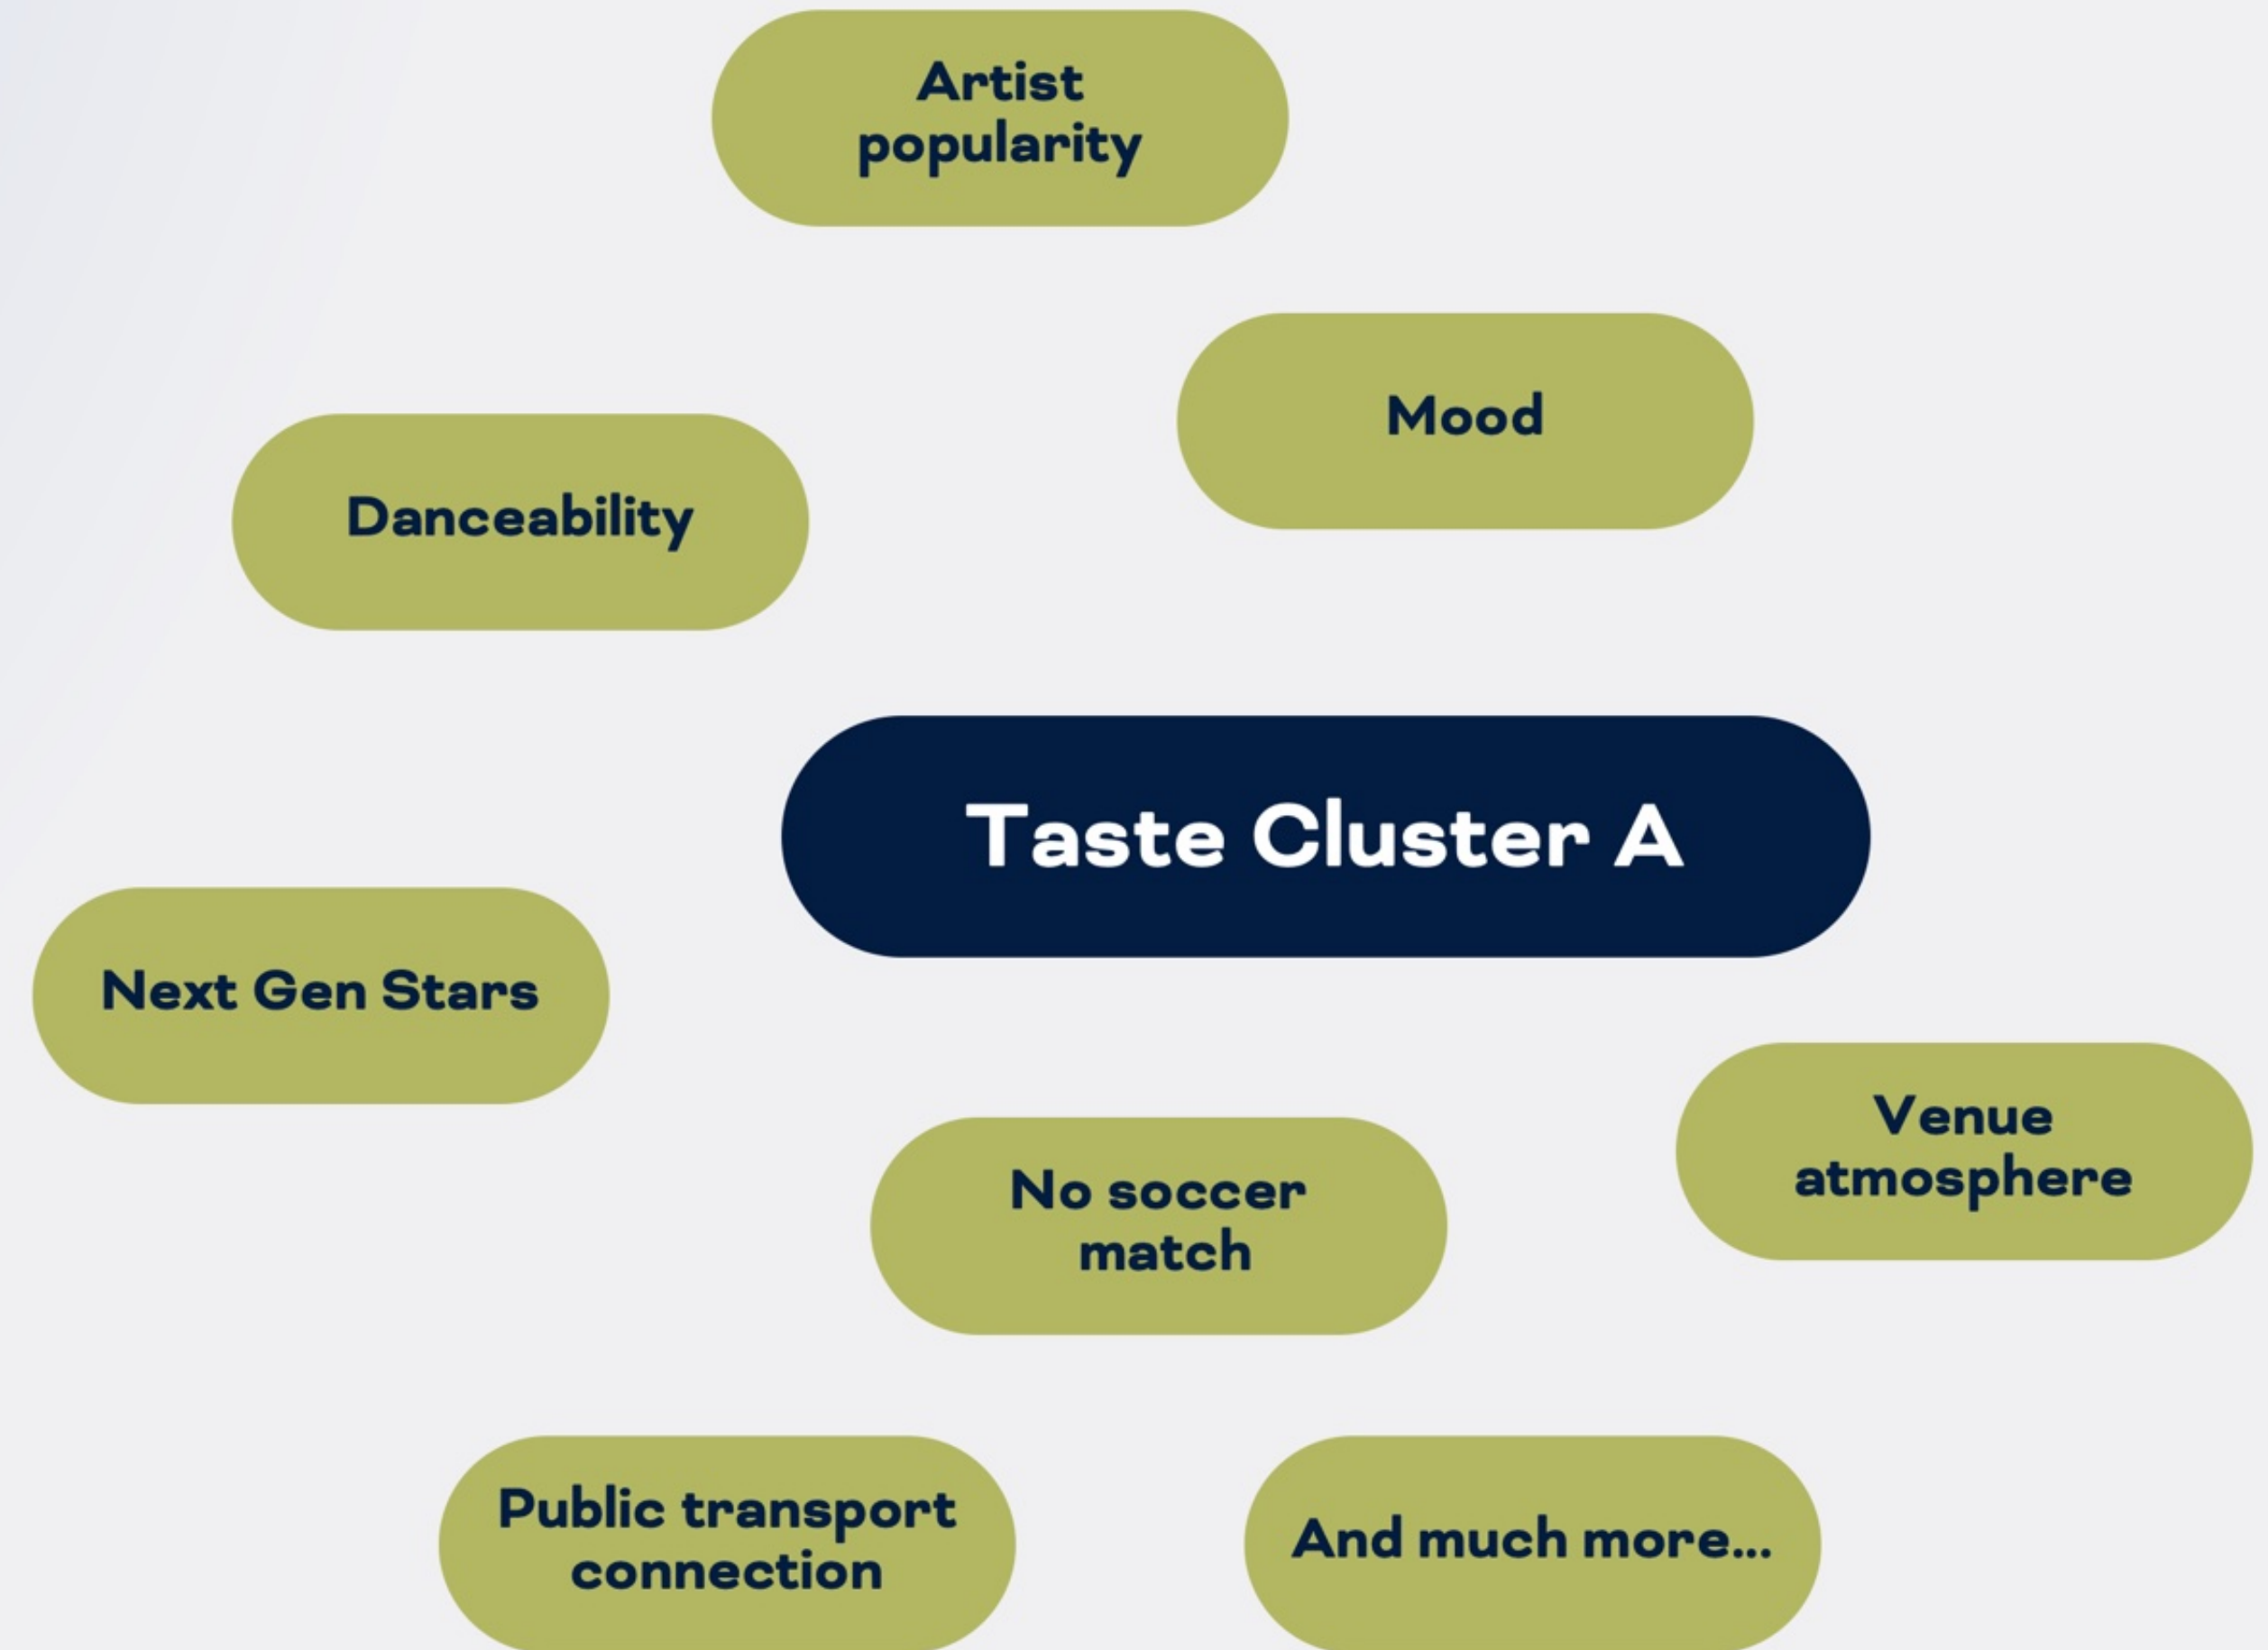 Artist
popularity
Mood
Danceability
Taste Cluster A
Next Gen Stars
Venue
atmosphere
No soccer
match
Public transport
connection
And much more...